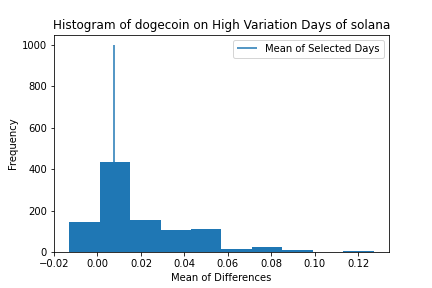 Histogram of dogecoin on High Variation Days of solana
Mean of Selected Days
1000
800
600
400
200
0
Frequency
−0.02 0.00 0.02 0.04 0.06 0.08 0.10 0.12
Mean of Differences